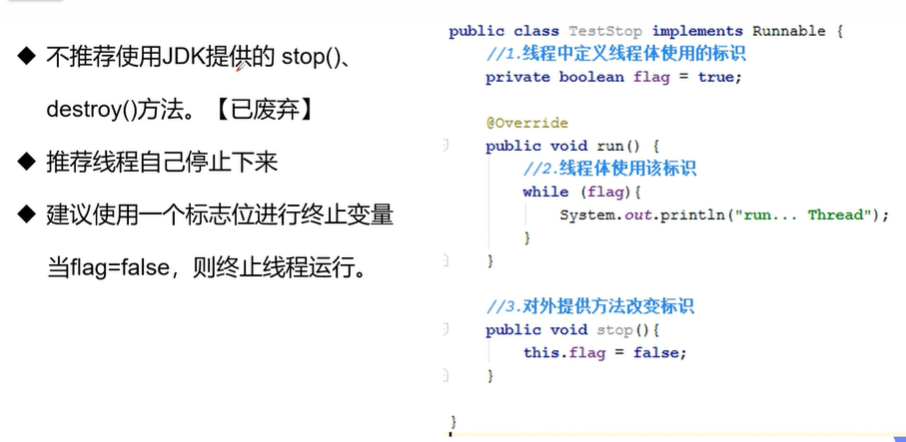 ◆ 不推荐使用JDK提供的 stop()、
destroy()方法。【已废弃】
◆ 推荐线程自己停止下来
◆ 建议使用一个标志位进行终止变量
当flag=false，则终止线程运行。
public class TestStop implements Runnable {
//1.线程中定义线程体使用的标识
private boolean flag = true;
@Override
public void run() {
//2.线程体使用该标识
while (flag){
System.out.println("run... Thread");
}
}
//3.对外提供方法改变标识
public void stop(){
this.flag = false;
}
}